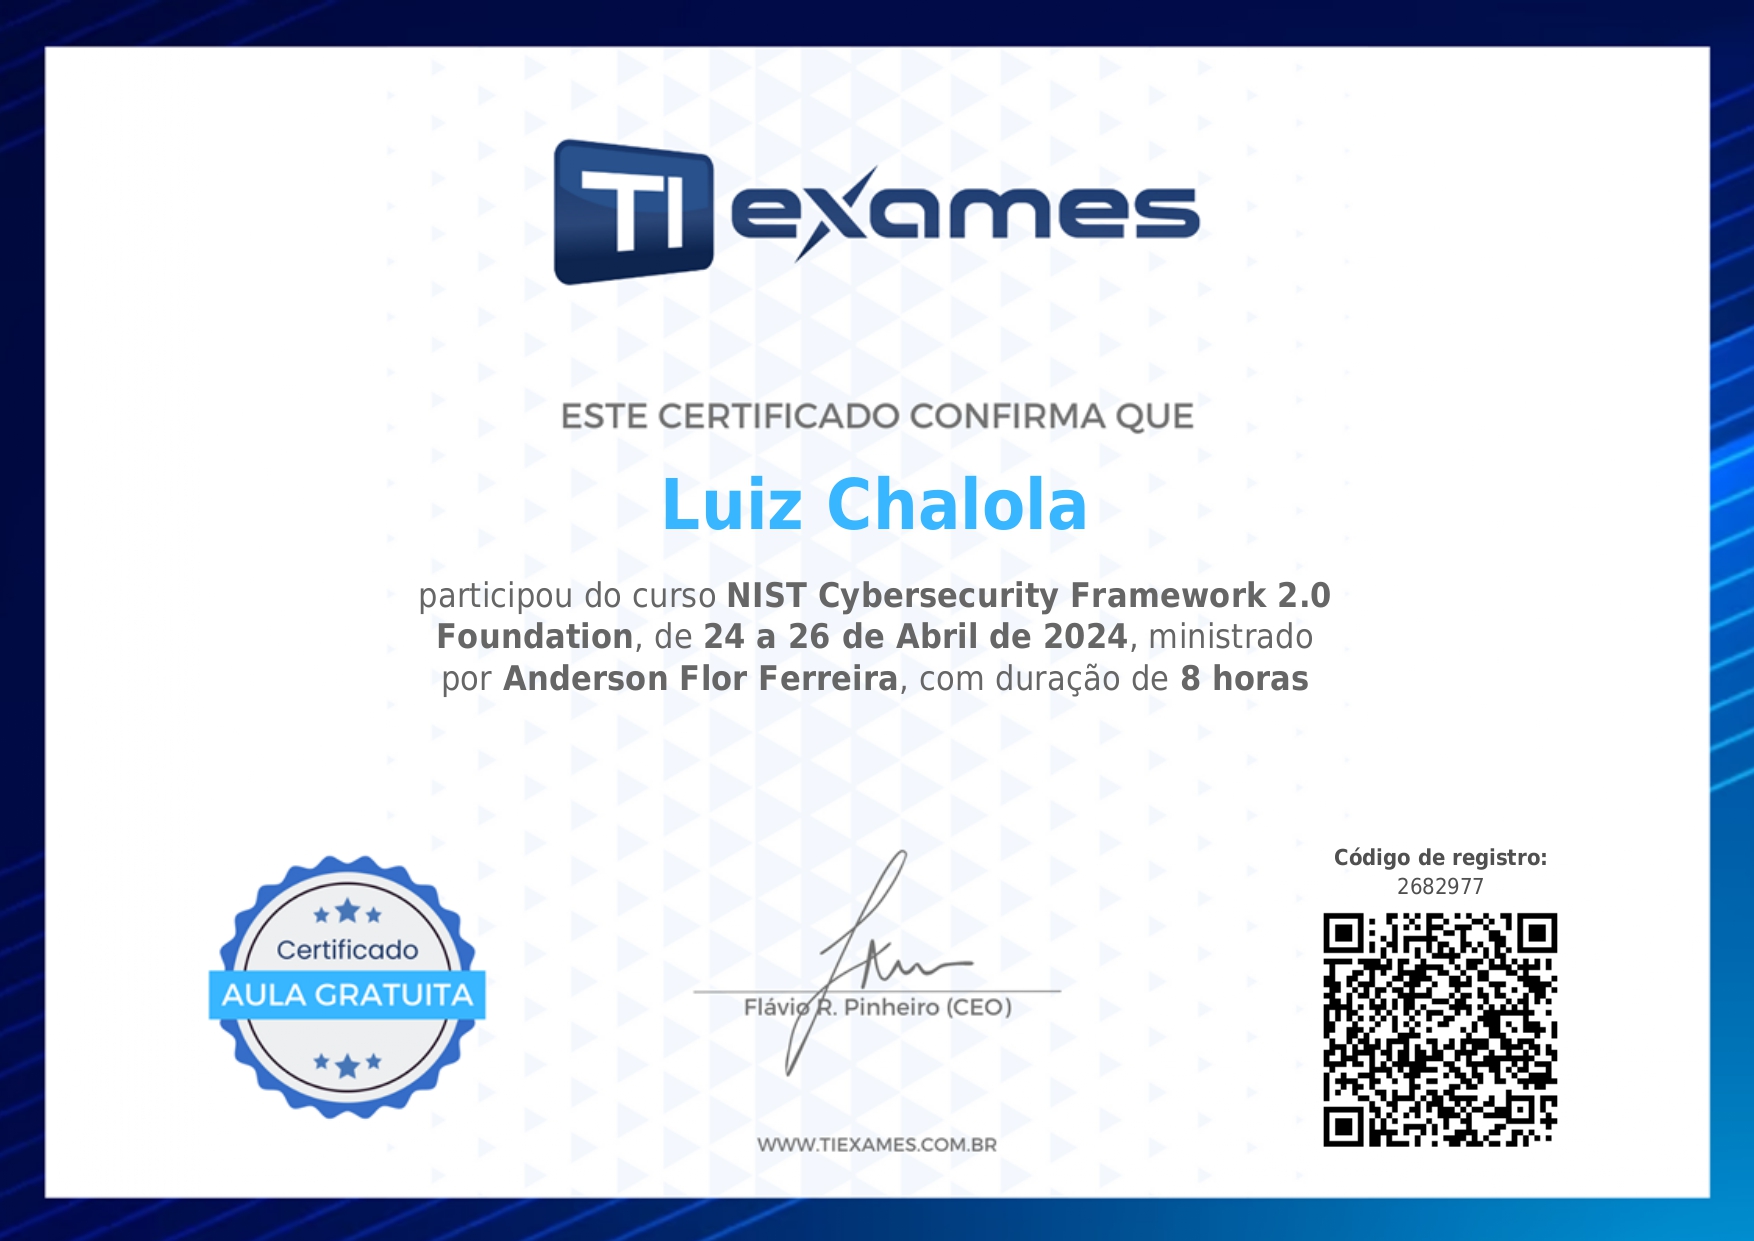 TI exames
ESTE CERTIFICADO CONFIRMA QUE
Luiz Chalola
participou do curso NIST Cybersecurity Framework 2.0
Foundation, de 24 a 26 de Abril de 2024, ministrado
por Anderson Flor Ferreira, com duração de 8 horas
Certificado
AULA GRATUITA
Flávio R. Pinheiro (CEO)
WWW.TIEXAMES.COM.BR
Código de registro:
2682977